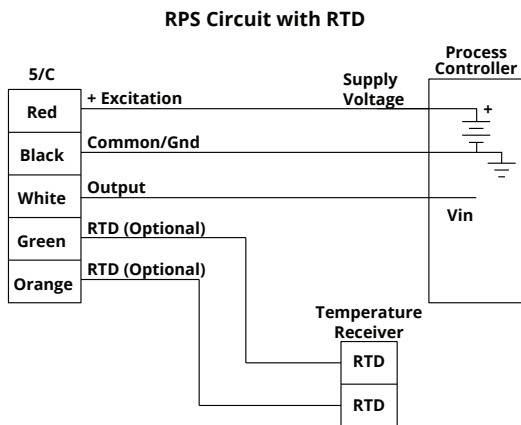 RPS Circuit with RTD
Process
Controller
5/C
Supply
Voltage
Red
+ Excitation
+
Black
Common/Gnd
White
Output
Vin
Green
RTD (Optional)
Orange
RTD (Optional)
Temperature
Receiver
RTD
RTD